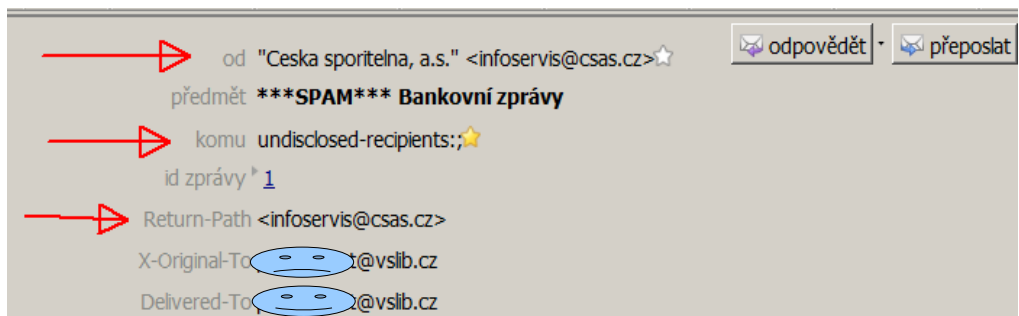 od "Ceska sporitelna, a.s." <infoservis@csas.cz> odpovědět přeposlat
předmět ***SPAM*** Bankovní zprávy
komu undisclosed-recipients:;
id zprávy 1
Return-Path <infoservis@csas.cz>
X-Original-To @vslib.cz
Delivered-To @vslib.cz